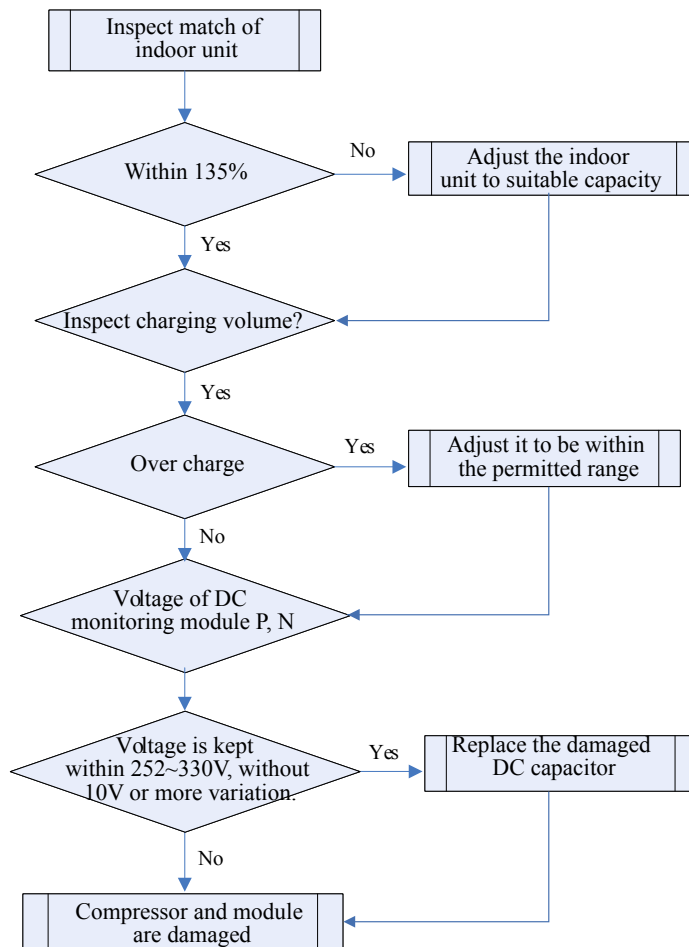 Inspect match of
indoor unit
Within 135%
No
Adjust the indoor
unit to suitable capacity
Yes
Inspect charging volume?
Yes
Over charge
Yes
Adjust it to be within
the permitted range
No
Voltage of DC
monitoring module P, N
Voltage is kept
within 252~330V, without
10V or more variation.
Yes
Replace the damaged
DC capacitor
No
Compressor and module
are damaged